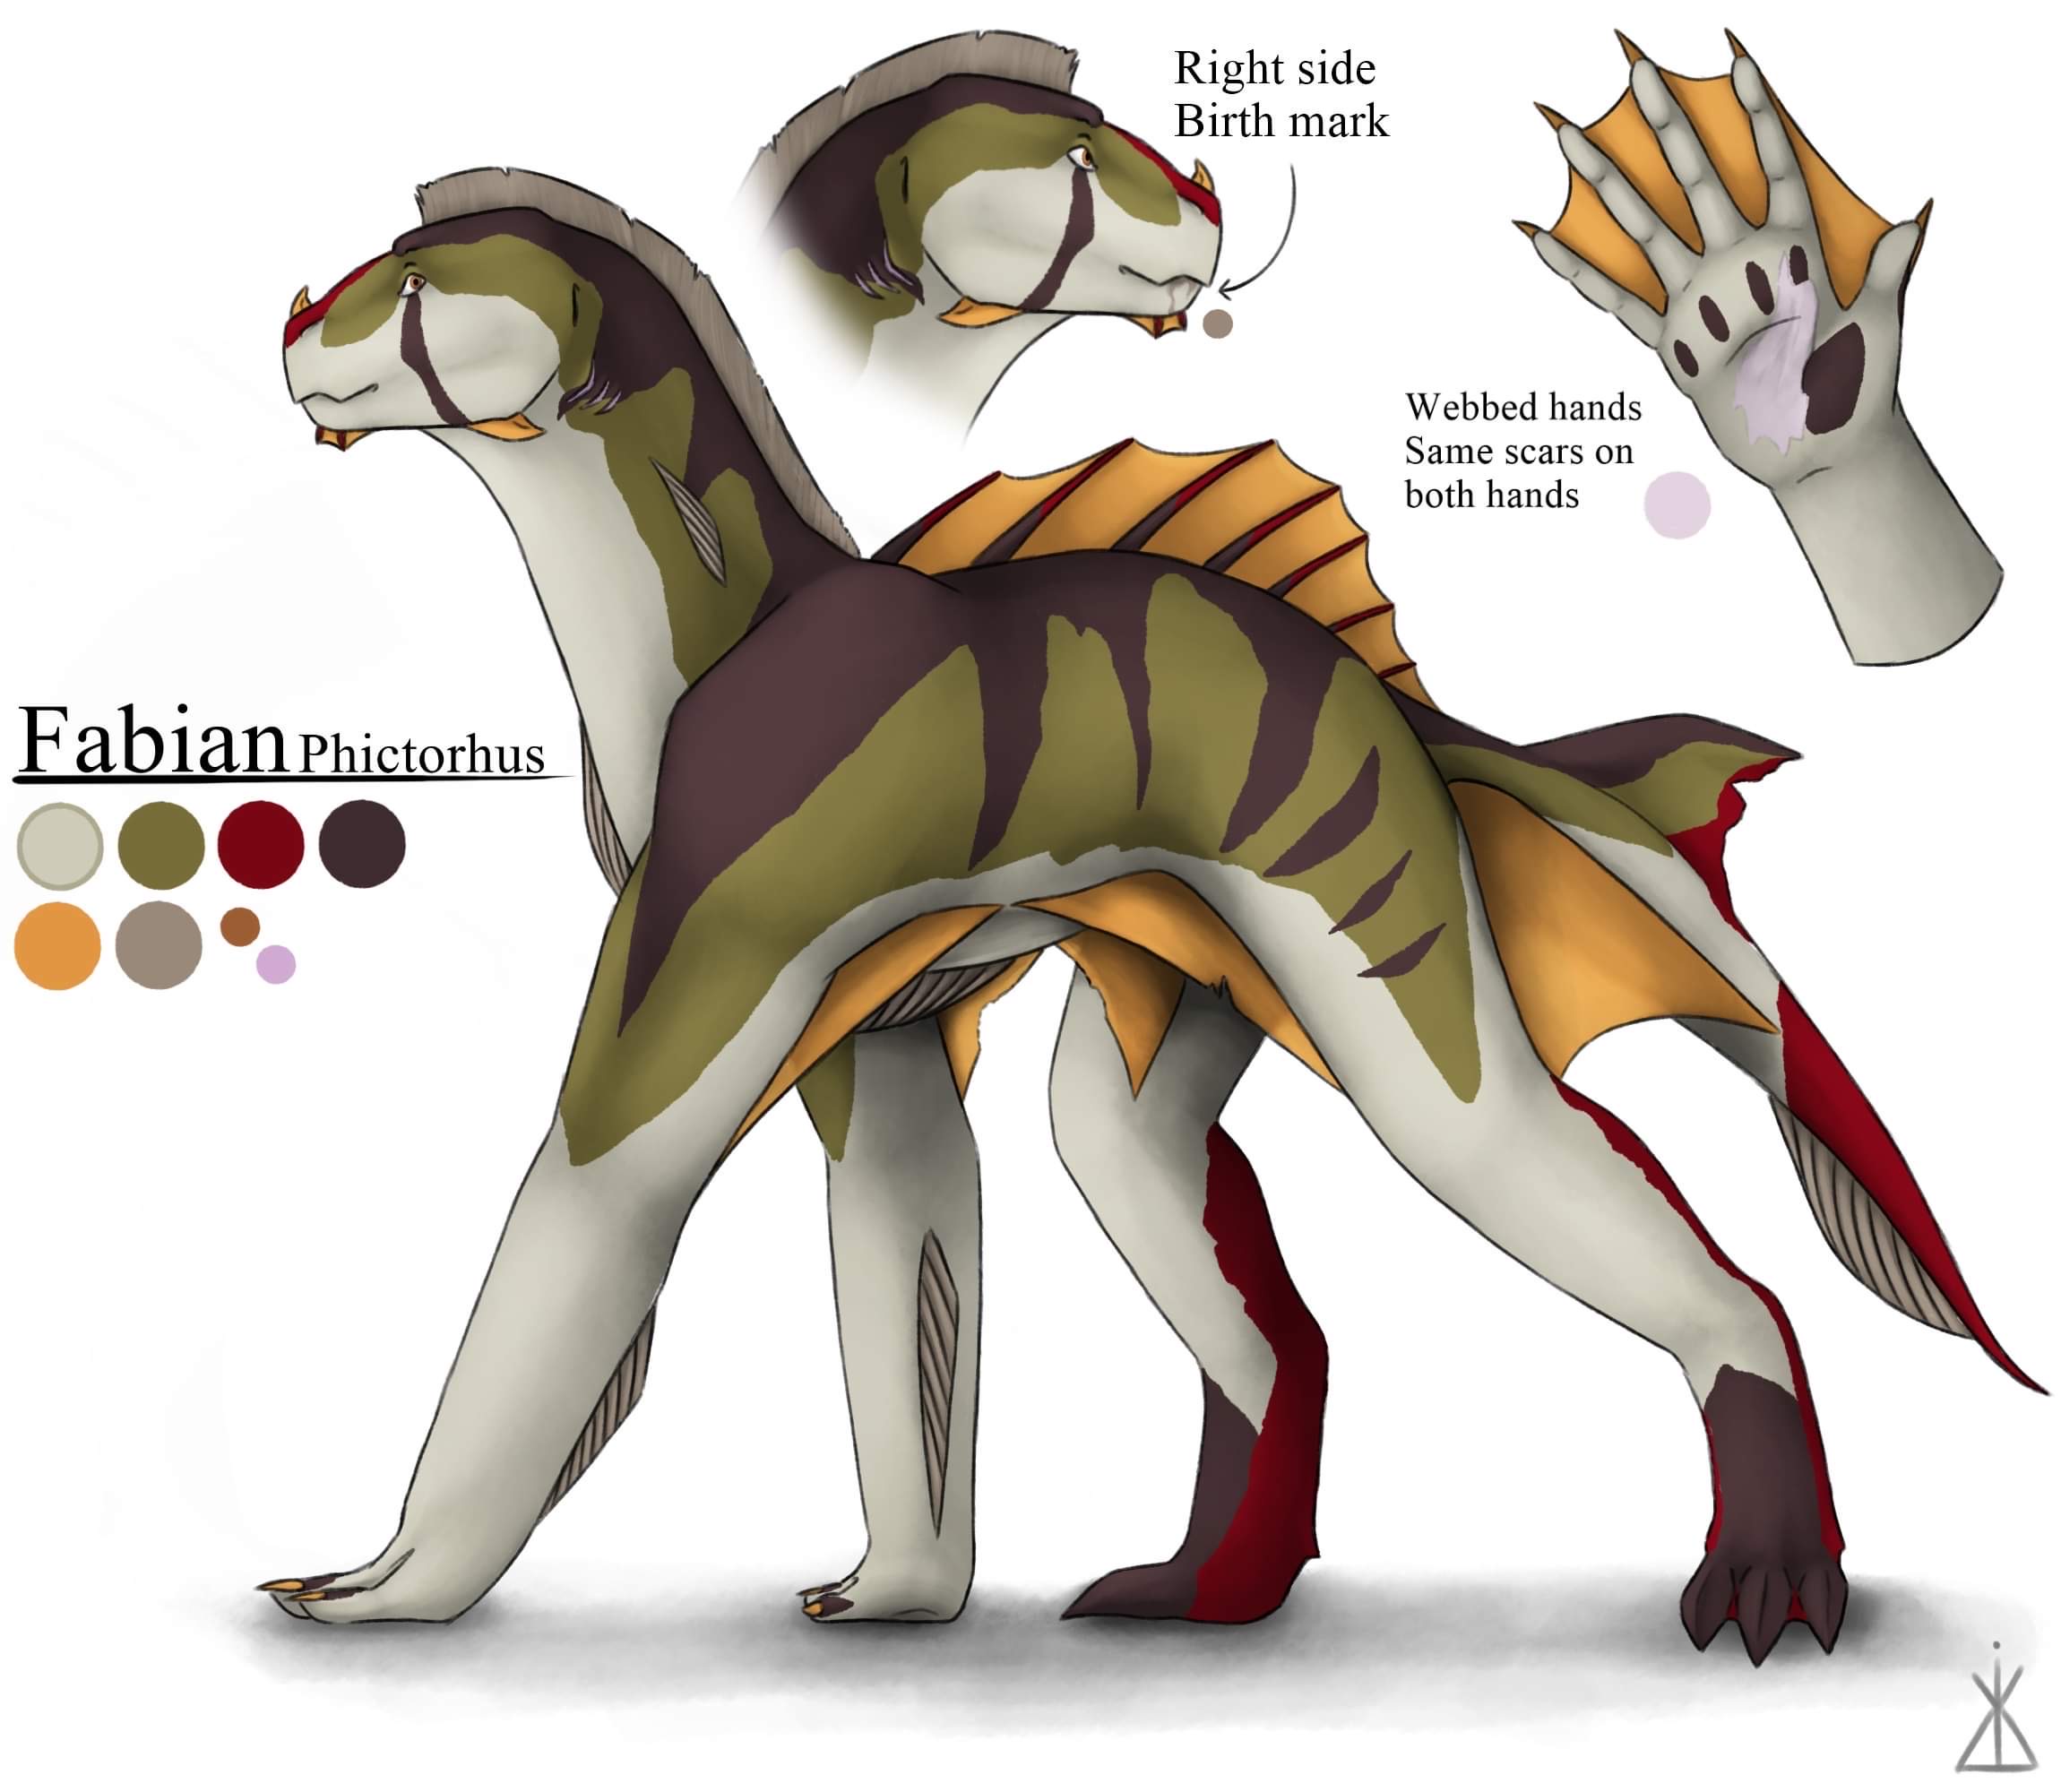 Right side
Birth mark
Webbed hands
Same scars on
both hands
Fabian Phictorhus